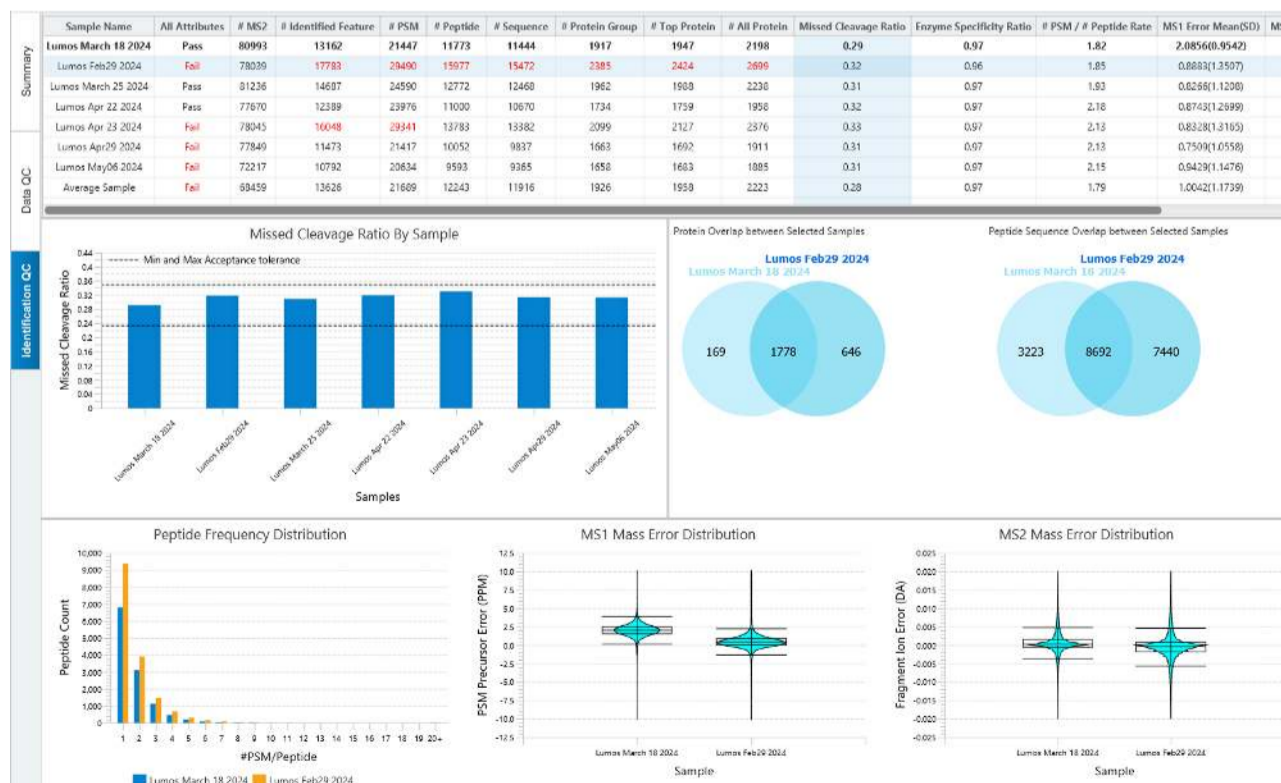 Summary
Data QC
Identification QC
Sample Name All Attributes # MS2 # Identified Feature # PSM # Peptide # Sequence # Protein Group # Top Protein # All Protein Missed Cleavage Ratio Enzyme Specificity Ratio # PSM / # Peptide Rate MS1 Error Mean(SD) MS
Lumos March 18 2024 Pass 80993 13162 21447 11773 11444 1917 1947 2198 0.29 0.97 1.82 2.0856(0.9542)
Lumos Feb29 2024 Fail 78039 17783 29490 15977 15472 2385 2424 2699 0.32 0.96 1.85 0.8883(1.3507)
Lumos March 25 2024 Pass 81236 14687 24590 12772 12468 1962 1988 2238 0.31 0.97 1.93 0.8266(1.1208)
Lumos Apr 22 2024 Pass 77670 12389 23976 11000 10670 1734 1759 1958 0.32 0.97 2.18 0.8743(1.2699)
Lumos Apr 23 2024 Fail 78045 16048 29341 13783 13382 2099 2127 2376 0.33 0.97 2.13 0.8328(1.3165)
Lumos Apr29 2024 Fail 77849 11473 21417 10052 9837 1663 1692 1911 0.31 0.97 2.13 0.7509(1.0558)
Lumos May06 2024 Fail 72217 10792 20634 9593 9365 1658 1683 1885 0.31 0.97 2.15 0.9429(1.1476)
Average Sample Fail 68459 13626 21689 12243 11916 1926 1958 2223 0.28 0.97 1.79 1.0042(1.1739)
Missed Cleavage Ratio By Sample
Min and Max Acceptance tolerance
Missed Cleavage Ratio
0.44
0.4
0.36
0.32
0.28
0.24
0.2
0.16
0.12
0.08
0.04
0
Lumos March 18 2024
Lumos Feb29 2024
Lumos March 25 2024
Lumos Apr 22 2024
Lumos Apr 23 2024
Lumos Apr29 2024
Lumos May06 2024
Samples
Protein Overlap between Selected Samples
Lumos Feb29 2024
Lumos March 18 2024
169 1778 646
Peptide Sequence Overlap between Selected Samples
Lumos Feb29 2024
Lumos March 18 2024
3223 8692 7440
Peptide Frequency Distribution
Peptide Count
10,000
9,000
8,000
7,000
6,000
5,000
4,000
3,000
2,000
1,000
0
1 2 3 4 5 6 7 8 9 10 11 12 13 14 15 16 17 18 19 20+
#PSM/Peptide
Lumos March 18 2024 Lumos Feb29 2024
MS1 Mass Error Distribution
PSM Precursor Error (PPM)
12.5
10.0
7.5
5.0
2.5
0.0
-2.5
-5.0
-7.5
-10.0
-12.5
Lumos March 18 2024 Lumos Feb29 2024
Sample
MS2 Mass Error Distribution
Fragment Ion Error (DA)
0.025
0.020
0.015
0.010
0.005
0.000
-0.005
-0.010
-0.015
-0.020
-0.025
Lumos March 18 2024 Lumos Feb29 2024
Sample